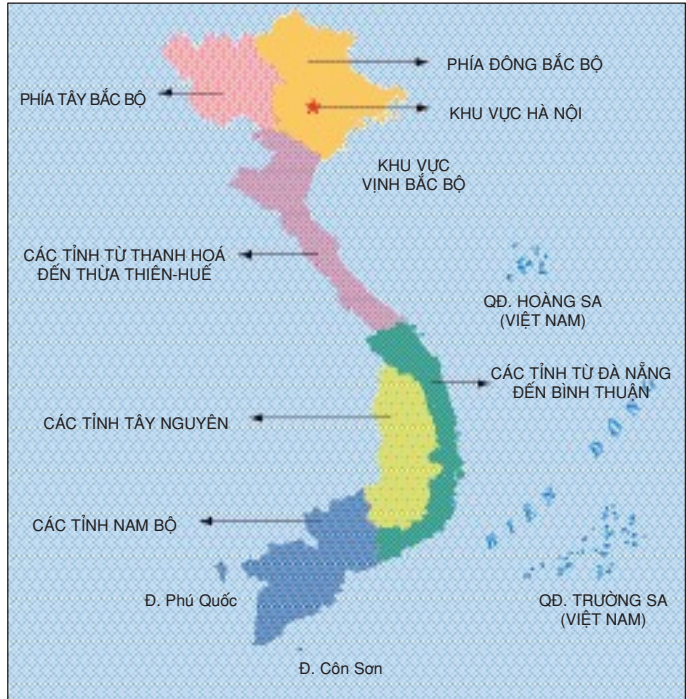 PHÍA ĐÔNG BẮC BỘ
PHÍA TÂY BẮC BỘ
KHU VỰC HÀ NỘI
KHU VỰC
VỊNH BẮC BỘ
CÁC TỈNH TỪ THANH HOÁ
ĐẾN THỪA THIÊN-HUẾ
QĐ. HOÀNG SA
(VIỆT NAM)
CÁC TỈNH TỪ ĐÀ NẴNG
ĐẾN BÌNH THUẬN
CÁC TỈNH TÂY NGUYÊN
BIỂN ĐÔNG
CÁC TỈNH NAM BỘ
Đ. Phú Quốc
QĐ. TRƯỜNG SA
(VIỆT NAM)
Đ. Côn Sơn